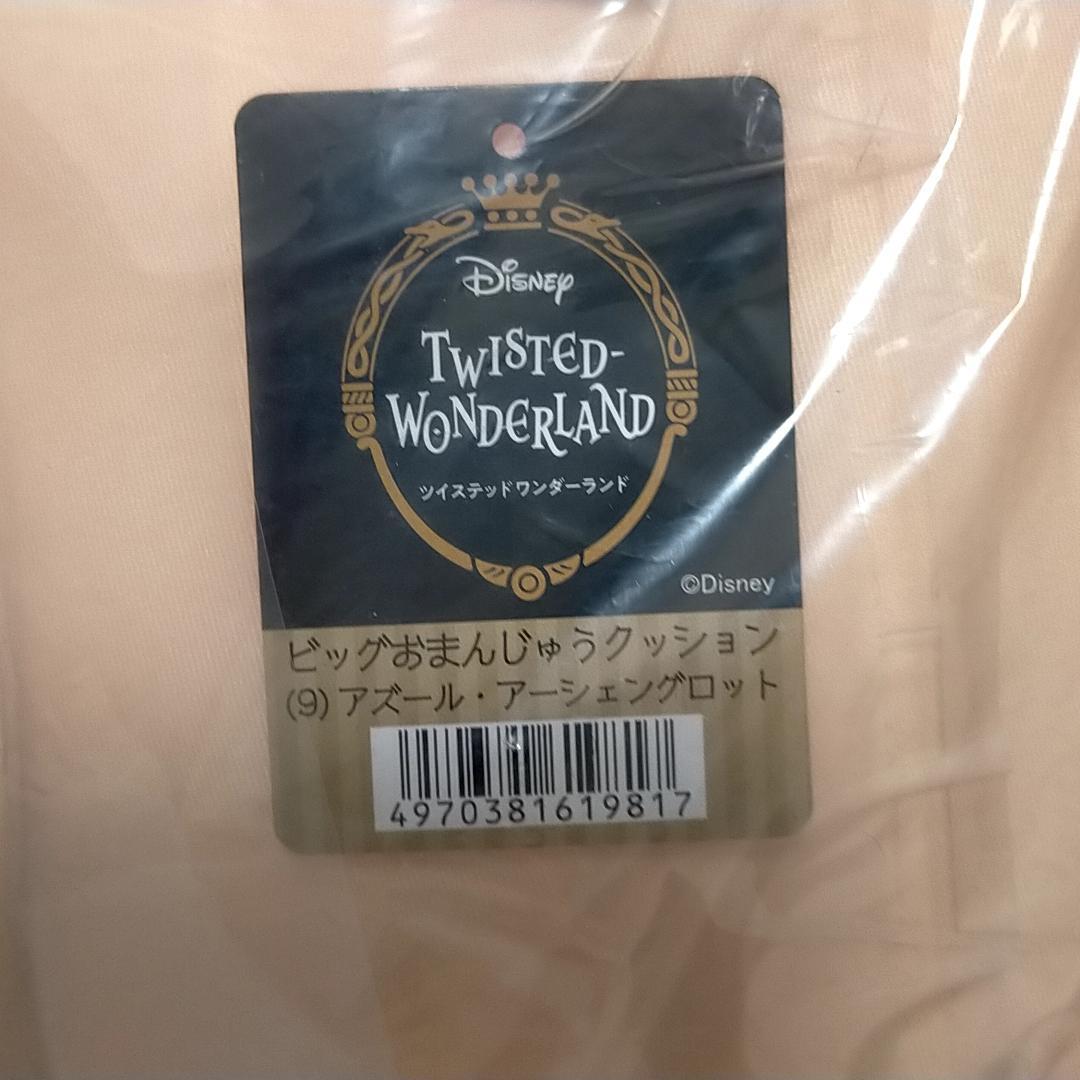 Disney
TWISTED-
WONDERLAND
ツイステッドワンダーランド
©Disney
ビッグおまんじゅうクッション
(9) アズール・アーシェングロット
4970381619817